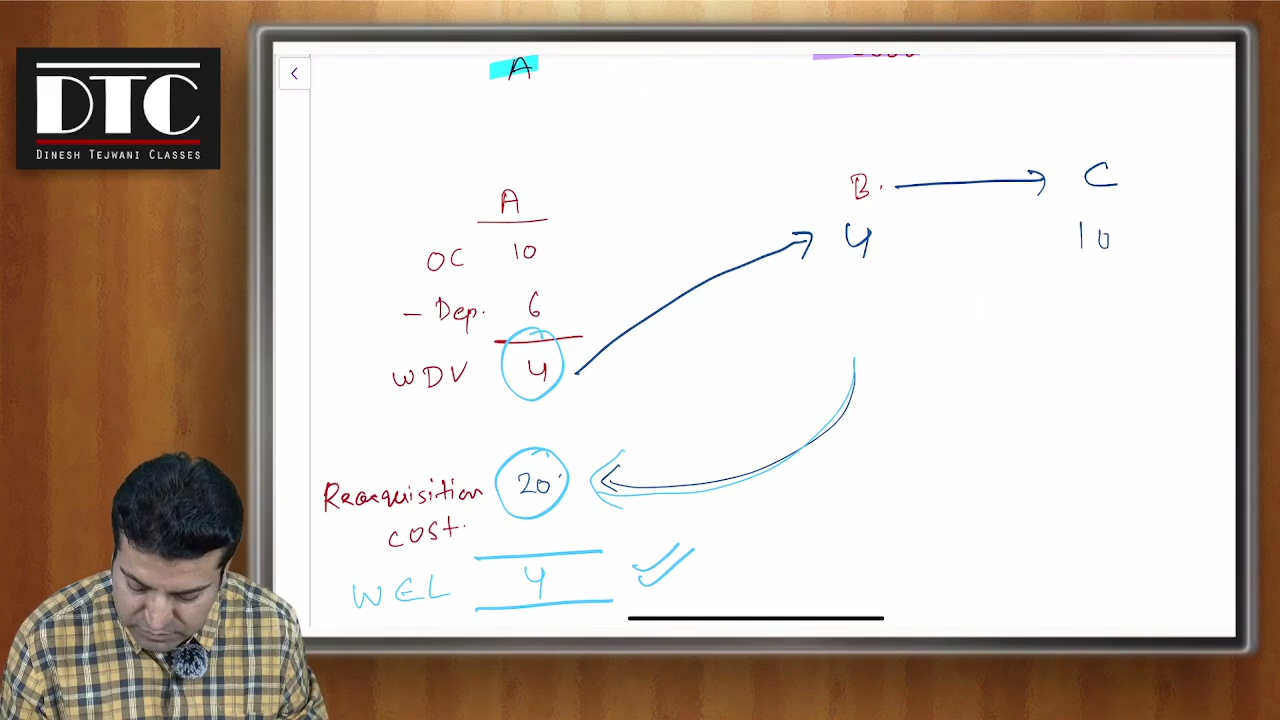 DTC
DINESH TEJWANI CLASSES
A
B. C
4 10
A
OC 10
- Dep. 6
WDV 4
Reacquisition 20
cost.
WEL 4